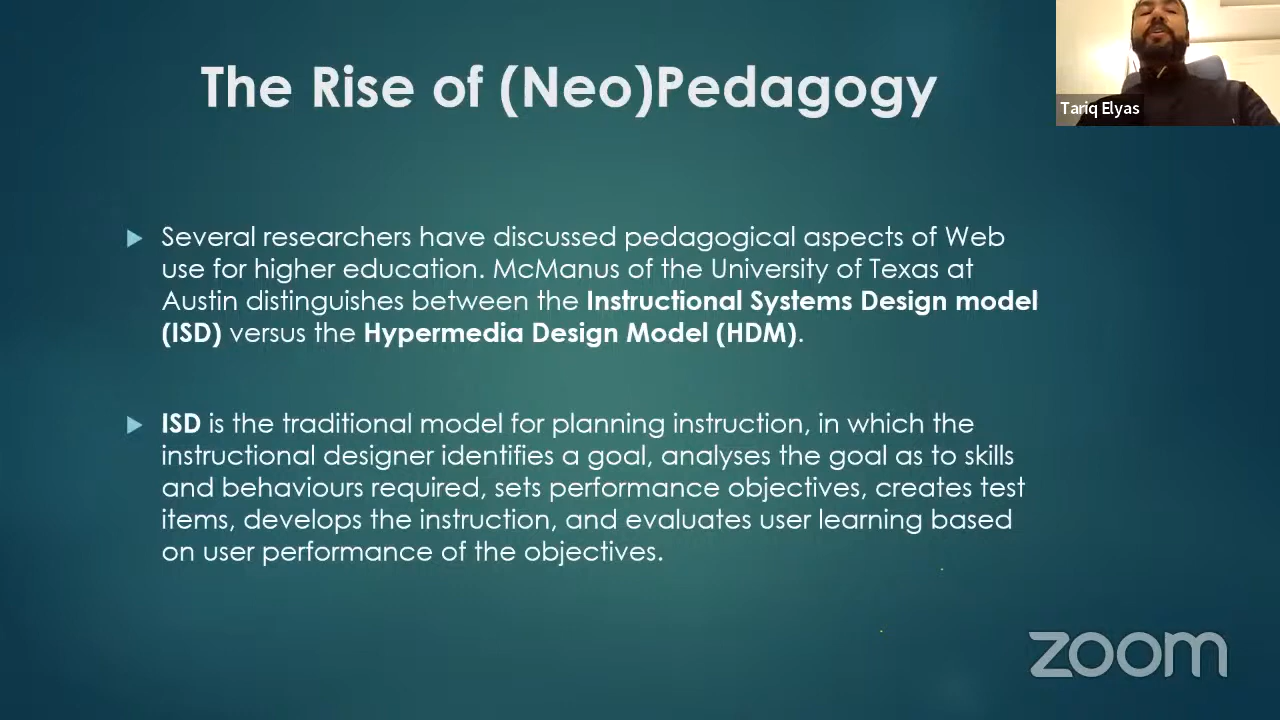 The Rise of (Neo)Pedagogy
Tariq Elyas
Several researchers have discussed pedagogical aspects of Web
use for higher education. McManus of the University of Texas at
Austin distinguishes between the Instructional Systems Design model
(ISD) versus the Hypermedia Design Model (HDM).
ISD is the traditional model for planning instruction, in which the
instructional designer identifies a goal, analyses the goal as to skills
and behaviours required, sets performance objectives, creates test
items, develops the instruction, and evaluates user learning based
on user performance of the objectives.
zoom